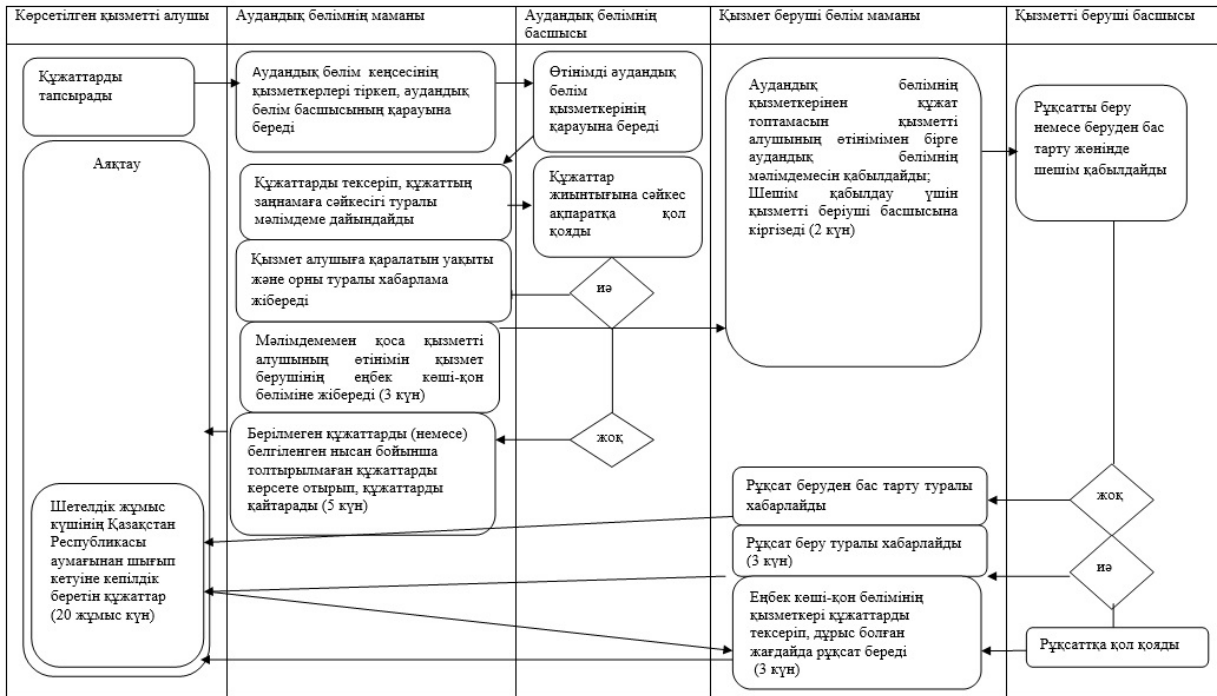 Көрсетілген қызметті алушы
Аудандық бөлімнің маманы
Аудандық бөлімнің
басшысы
Қызмет беруші бөлім маманы
Қызметті беруші басшысы
Құжаттарды
тапсырады
Аудандық бөлім кеңсесінің
қызметкерлері тіркеп, аудандық
бөлім басшысының қарауына
береді
Өтінімді аудандық
бөлім
қызметкерінің
қарауына береді
Аудандық бөлімнің
қызметкерінен құжат
топтамасын қызметті
алушының өтінімімен бірге
аудандық бөлімнің
мәлімдемесін қабылдайды;
Шешім қабылдау үшін
қызметті беріуші басшысына
кіргізеді (2 күн)
Рұқсатты беру
немесе беруден бас
тарту жөнінде
шешім қабылдайды
Аяқтау
Құжаттарды тексеріп, құжаттың
заңнамаға сәйкесігі туралы
мәлімдеме дайындайды
Құжаттар
жиынтығына сәйкес
ақпаратқа қол
қояды
Қызмет алушыға қаралатын уақыты
және орны туралы хабарлама
жібереді
иә
Мәлімдемемен қоса қызметті
алушының өтінімін қызмет
берушінің еңбек көші-қон
бөліміне жібереді (3 күн)
Берілмеген құжаттарды (немесе)
белгіленген нысан бойынша
толтырылмаған құжаттарды
көрсете отырып, құжаттарды
қайтарады (5 күн)
жоқ
Шетелдік жұмыс
күшінің Қазақстан
Республикасы
аумағынан шығып
кетуіне кепілдік
беретін құжаттар
(20 жұмыс күн)
Рұқсат беруден бас тарту туралы
хабарлайды
жоқ
Рұқсат беру туралы хабарлайды
(3 күн)
иә
Еңбек көші-қон бөлімінің
қызметкері құжаттарды
тексеріп, дұрыс болған
жағдайда рұқсат береді
(3 күн)
Рұқсаттқа қол қояды